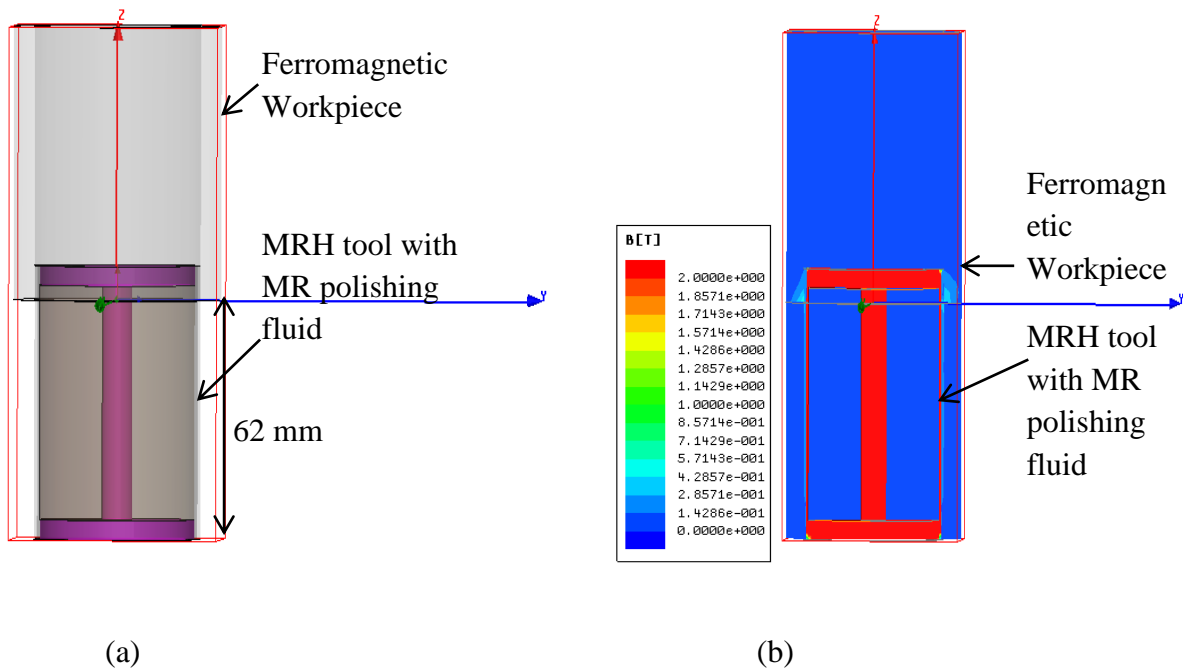 Z
Ferromagnetic
Workpiece
MRH tool with
MR polishing
fluid
Y
62 mm
(a)
Z
Ferromagn
etic
Workpiece
Y
MRH tool
with MR
polishing
fluid
B[T]
2.0000e+000
1.8571e+000
1.7143e+000
1.5714e+000
1.4286e+000
1.2857e+000
1.1429e+000
1.0000e+000
8.5714e-001
7.1429e-001
5.7143e-001
4.2857e-001
2.8571e-001
1.4286e-001
0.0000e+000
(b)